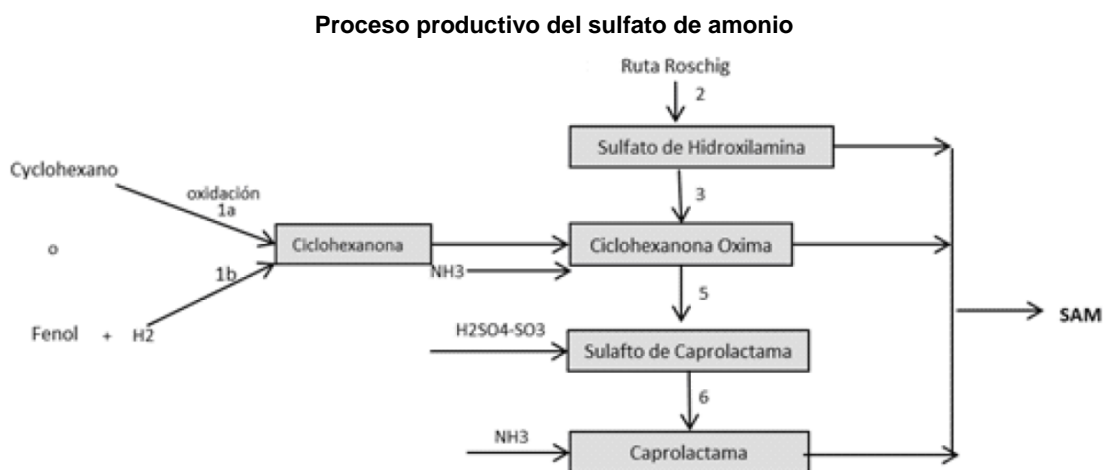 Proceso productivo del sulfato de amonio
Ruta Roschig
2
Sulfato de Hidroxilamina
Cyclohexano
oxidación
1a
3
o
Ciclohexanona
Ciclohexanona Oxima
NH3
1b
5
Fenol + H2
H2SO4-SO3
Sulafto de Caprolactama
SAM
6
NH3
Caprolactama